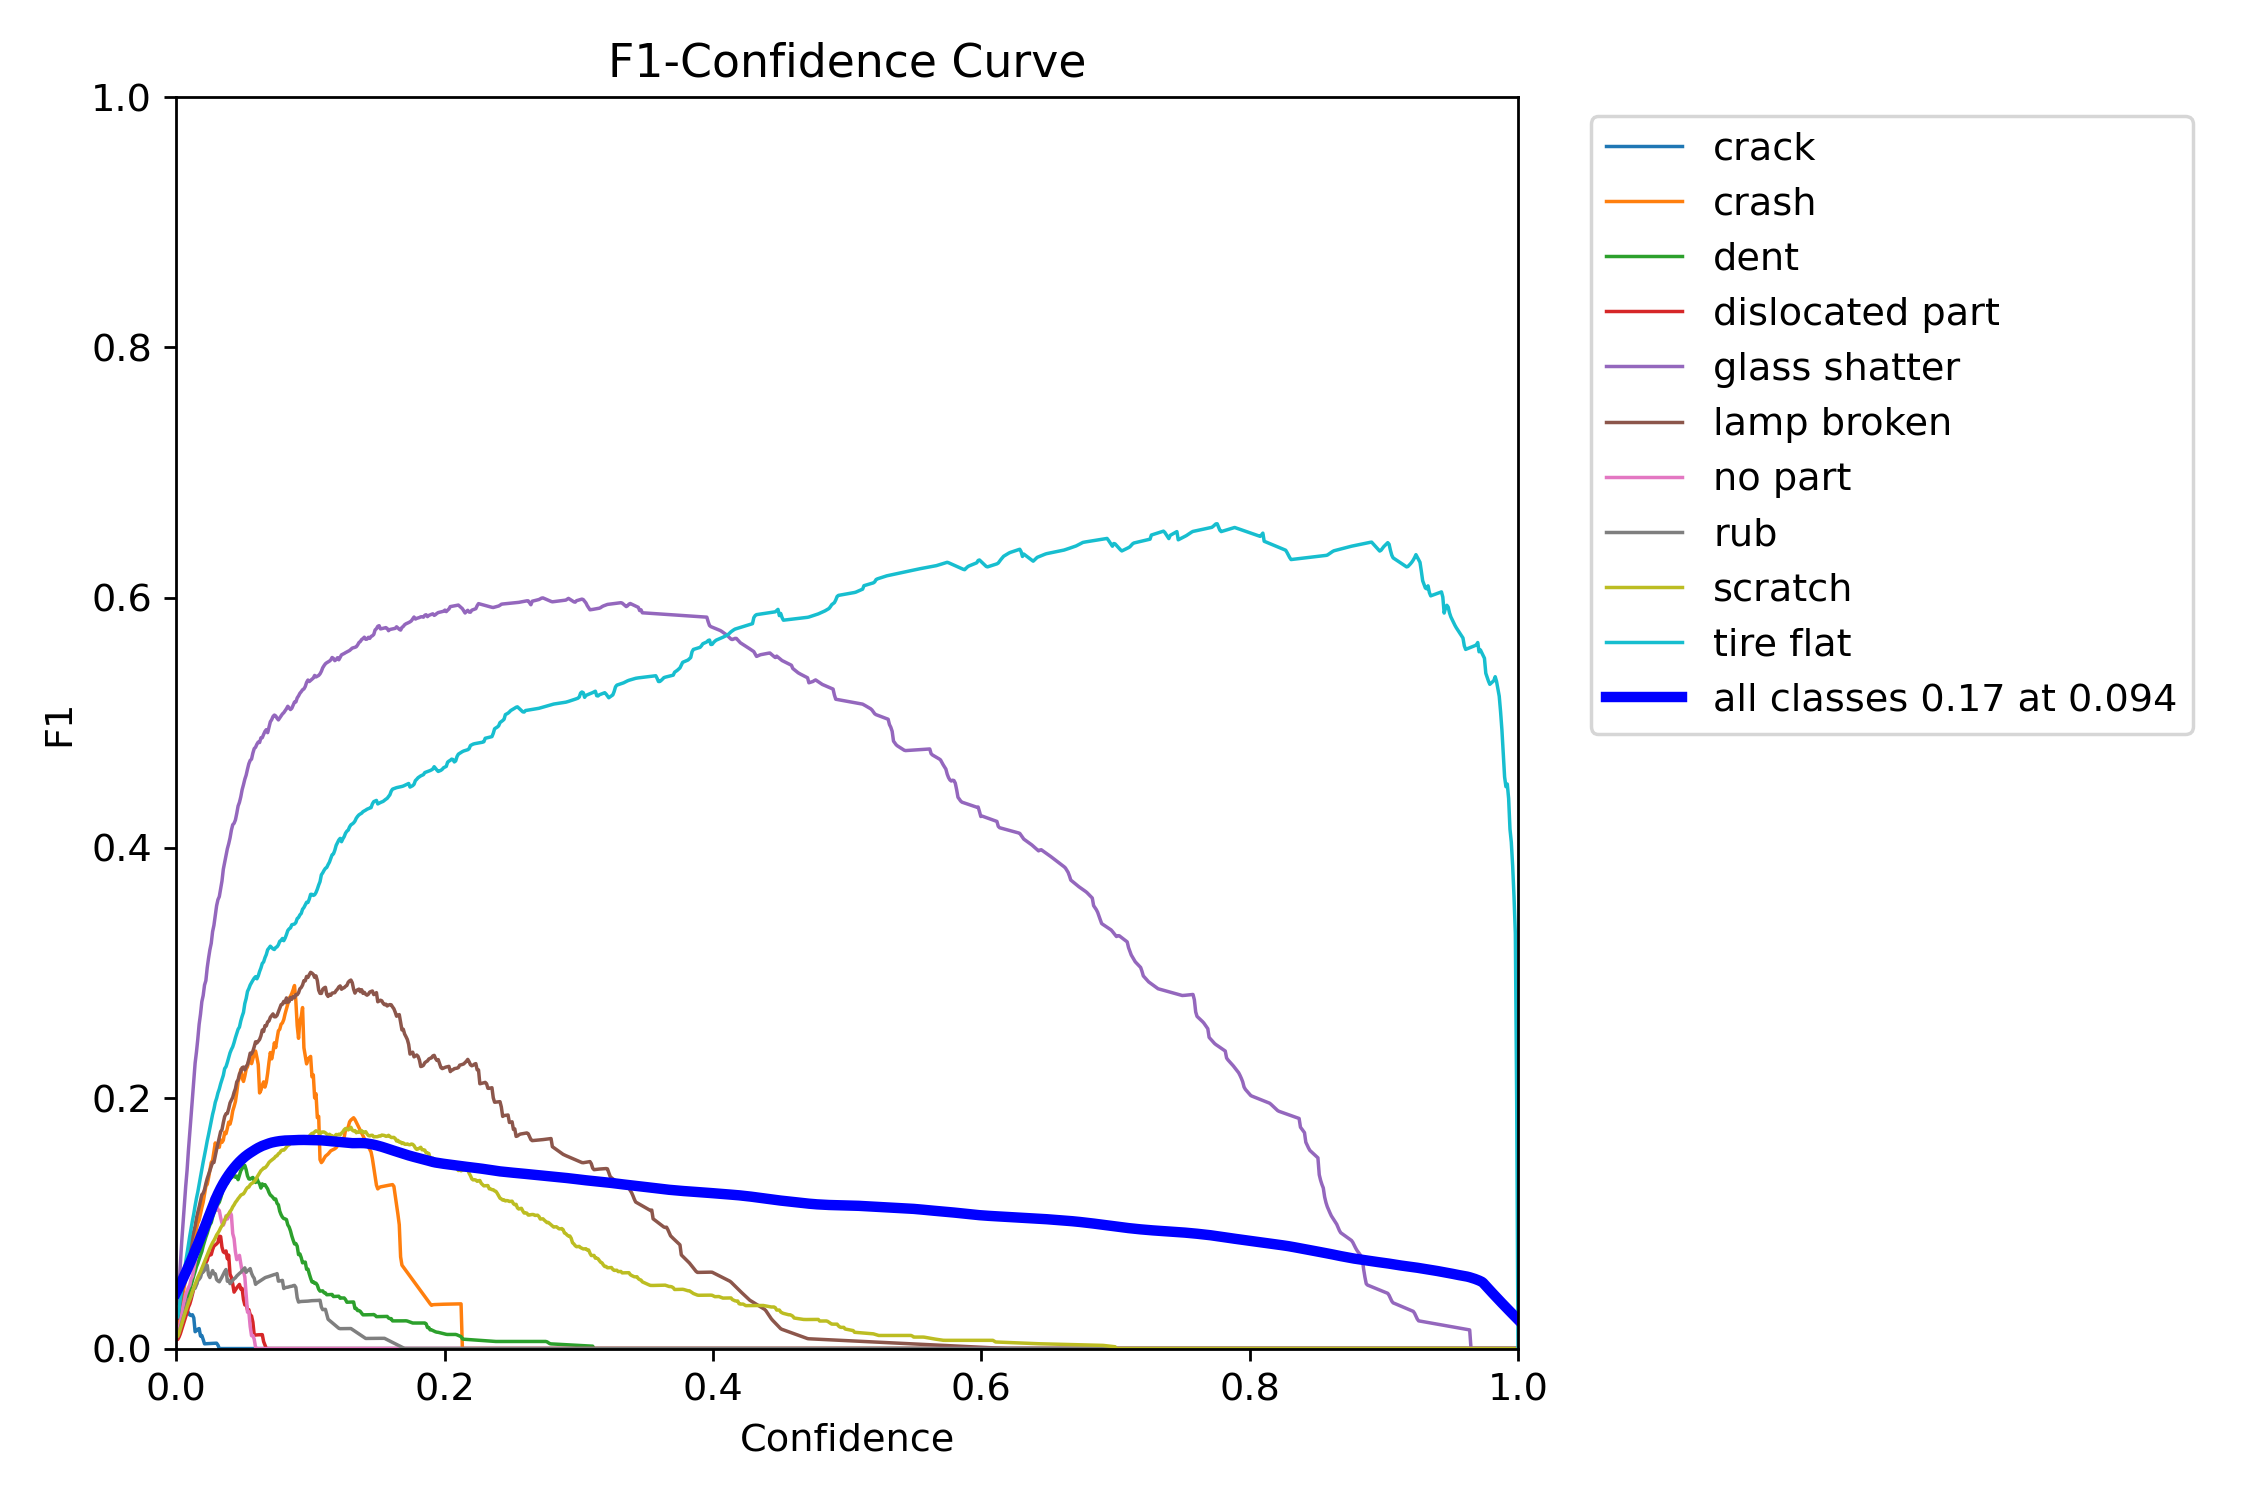 F1-Confidence Curve
1.0
0.8
0.6
0.4
0.2
0.0
F1
0.0 0.2 0.4 0.6 0.8 1.0
Confidence
crack
crash
dent
dislocated part
glass shatter
lamp broken
no part
rub
scratch
tire flat
all classes 0.17 at 0.094